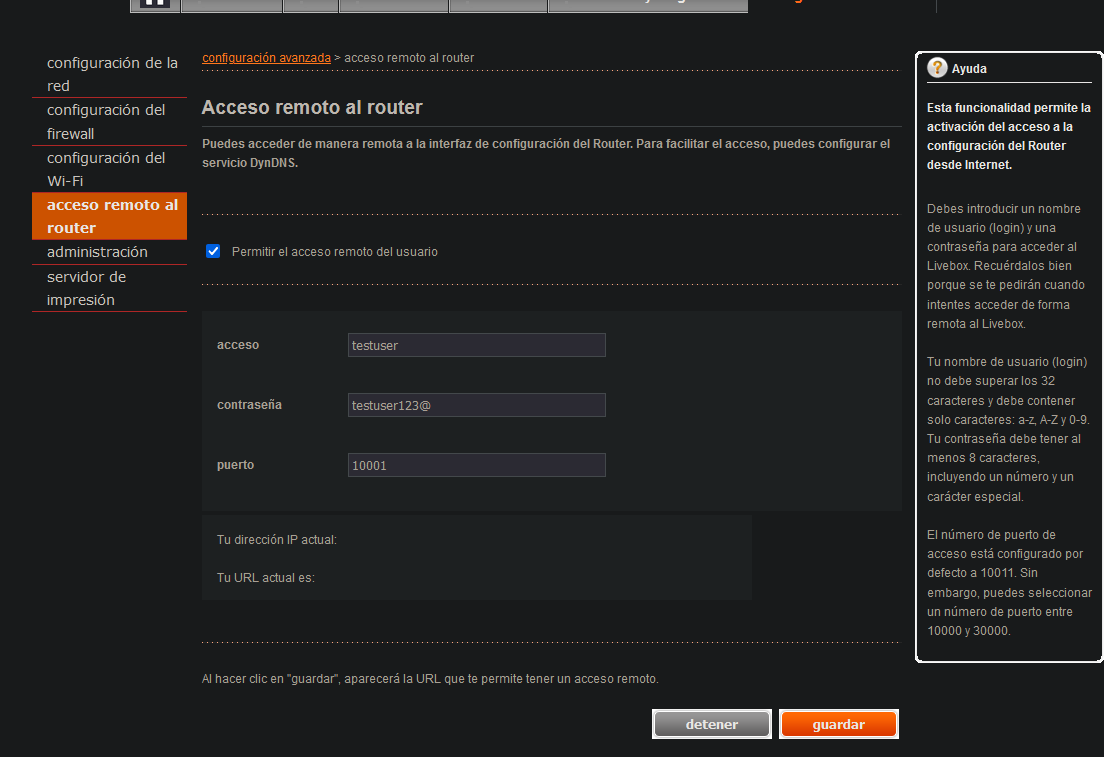 configuración de la
red
configuración del
firewall
configuración del
Wi-Fi
acceso remoto al
router
administración
servidor de
impresión
configuración avanzada > acceso remoto al router
Acceso remoto al router
Puedes acceder de manera remota a la interfaz de configuración del Router. Para facilitar el acceso, puedes configurar el
servicio DynDNS.
Permitir el acceso remoto del usuario
acceso
testuser
contraseña
testuser123@
puerto
10001
Tu dirección IP actual:
Tu URL actual es:
Al hacer clic en "guardar", aparecerá la URL que te permite tener un acceso remoto.
detener
guardar
Ayuda
Esta funcionalidad permite la
activación del acceso a la
configuración del Router
desde Internet.
Debes introducir un nombre
de usuario (login) y una
contraseña para acceder al
Livebox. Recuérdalos bien
porque se te pedirán cuando
intentes acceder de forma
remota al Livebox.
Tu nombre de usuario (login)
no debe superar los 32
caracteres y debe contener
solo caracteres: a-z, A-Z y 0-9.
Tu contraseña debe tener al
menos 8 caracteres,
incluyendo un número y un
carácter especial.
El número de puerto de
acceso está configurado por
defecto a 10011. Sin
embargo, puedes seleccionar
un número de puerto entre
10000 y 30000.